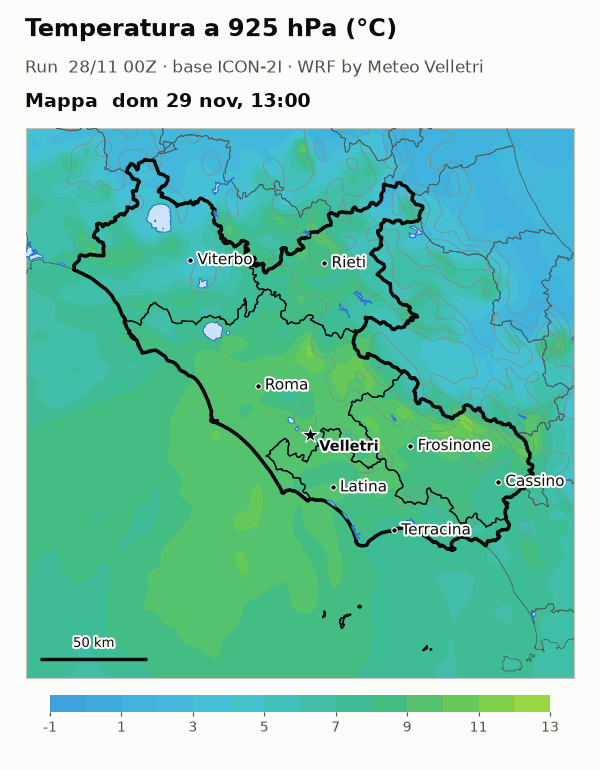 Temperatura a 925 hPa (°C)
Run  28/11 00Z · base ICON-2I · WRF by Meteo Velletri
Mappa  dom 29 nov, 13:00
Viterbo
Rieti
Roma
Velletri
Frosinone
Cassino
Latina
Terracina
50 km
-1 1 3 5 7 9 11 13